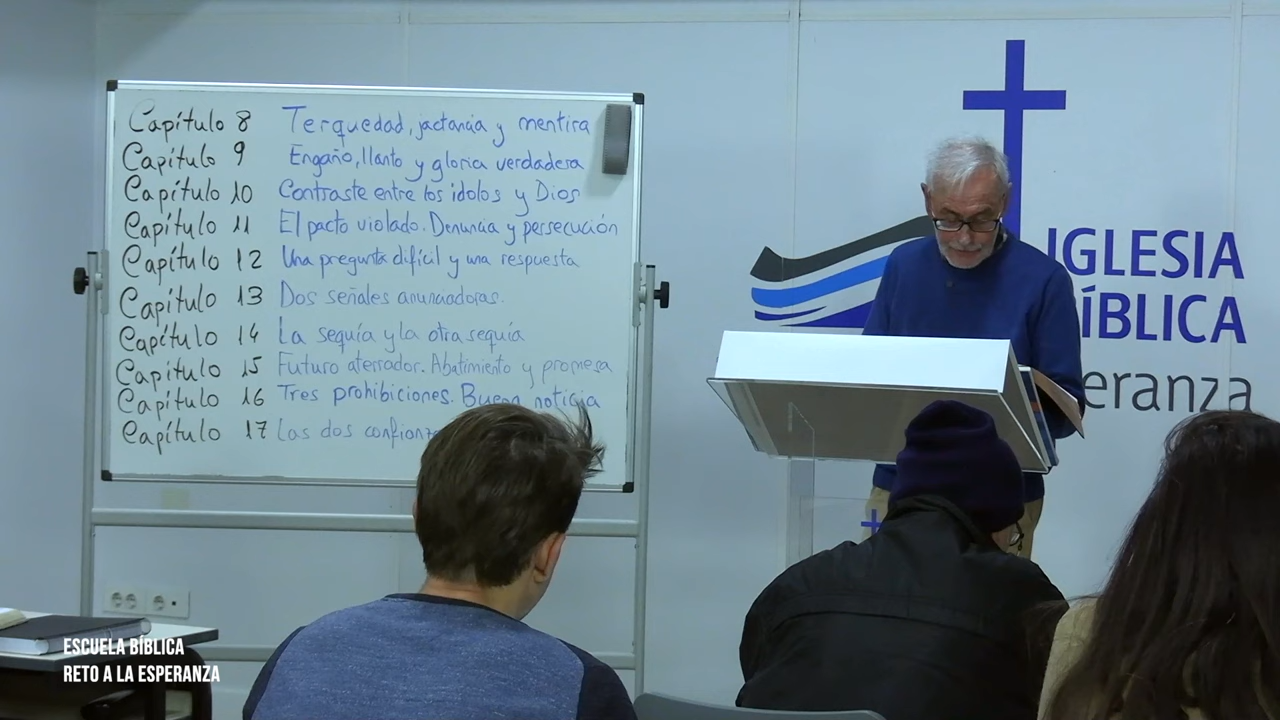 Capítulo 8 Terquedad, jactancia y mentira
Capítulo 9 Engaño, llanto y gloria verdadera
Capítulo 10 Contraste entre los ídolos y Dios
Capítulo 11 El pacto violado. Denuncia y persecución
Capítulo 12 Una pregunta difícil y una respuesta
Capítulo 13 Dos señales anunciadoras.
Capítulo 14 La sequía y la otra sequía
Capítulo 15 Futuro aterrador. Abatimiento y promesa
Capítulo 16 Tres prohibiciones. Buena noticia
Capítulo 17 Las dos
IGLESIA
BÍBLICA
eranza
ESCUELA BÍBLICA
RETO A LA ESPERANZA